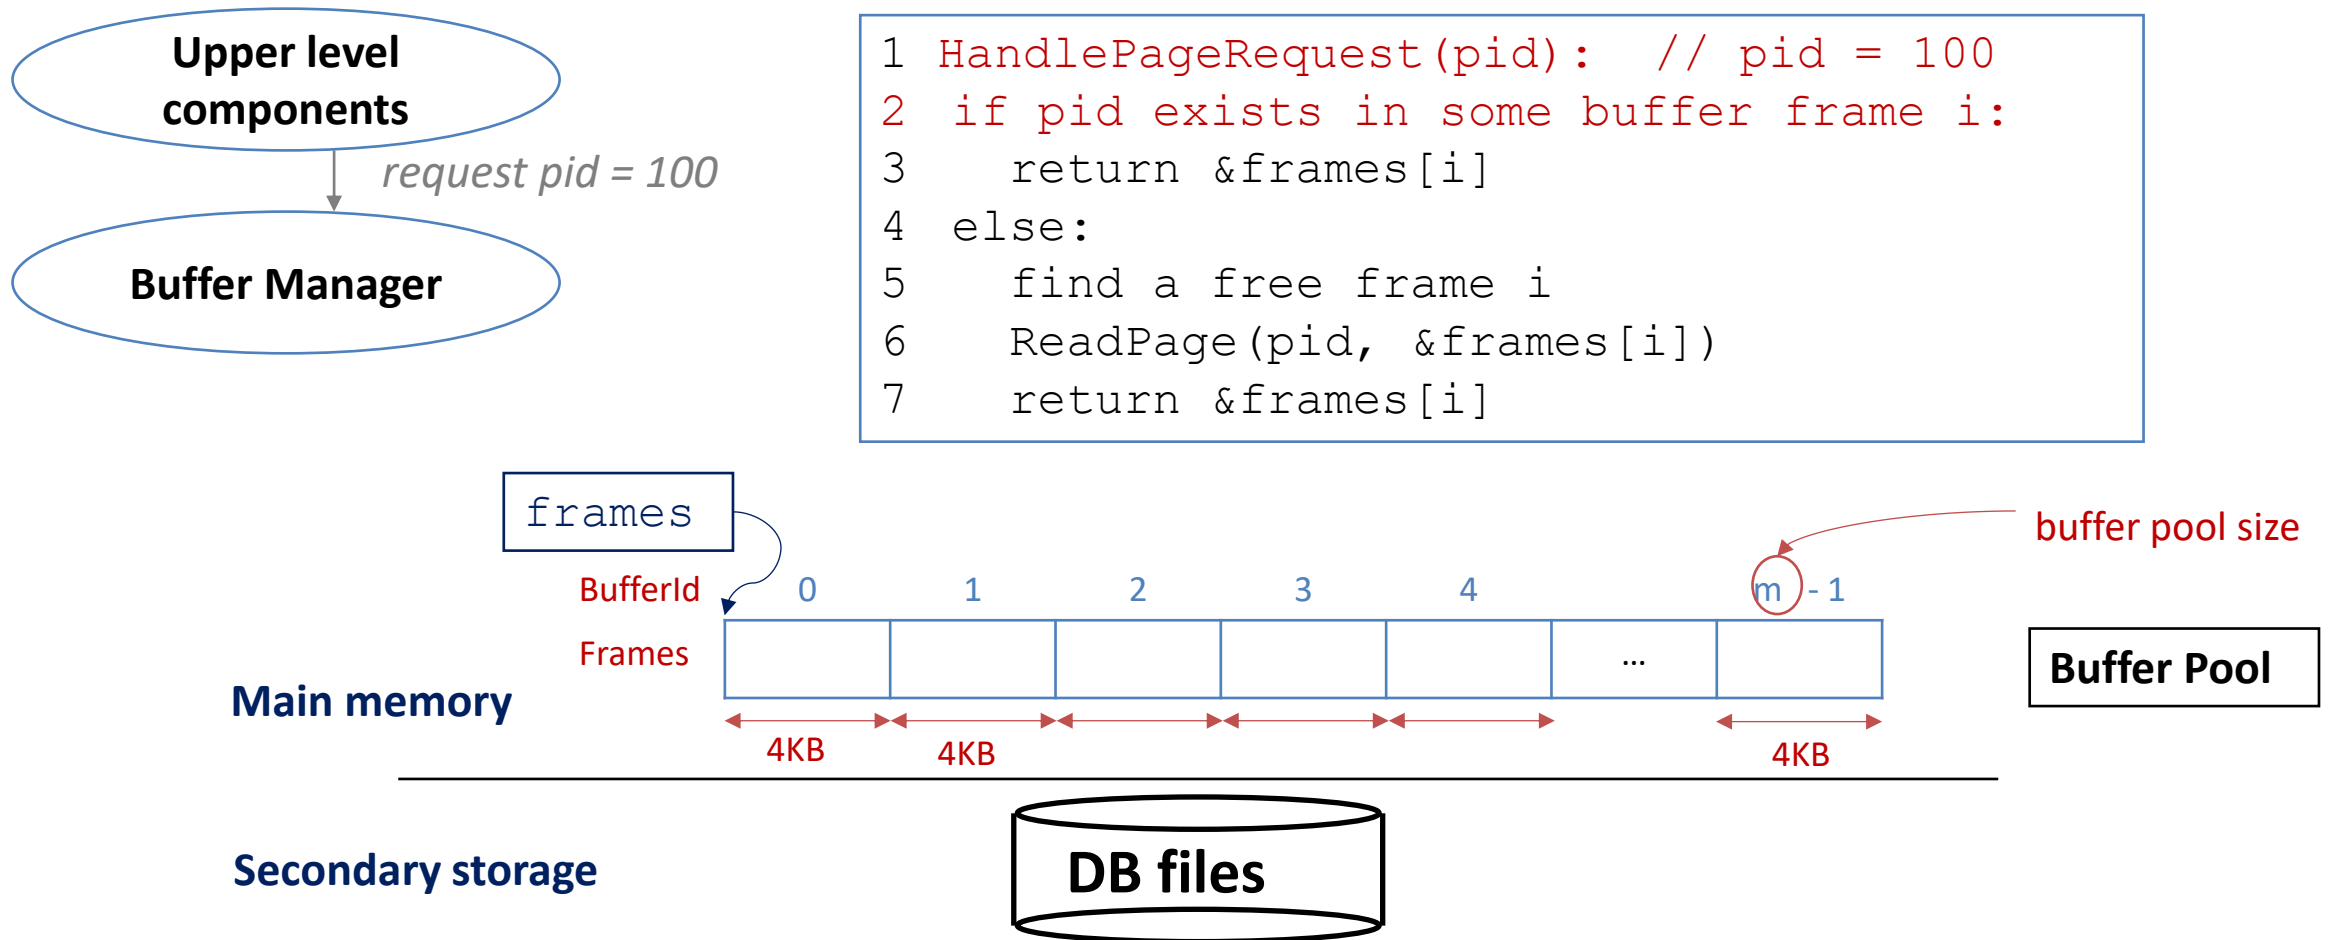 Upper level
components
request pid = 100
Buffer Manager
1 HandlePageRequest(pid): // pid = 100
2 if pid exists in some buffer frame i:
3 return &frames[i]
4 else:
5 find a free frame i
6 ReadPage(pid, &frames[i])
7 return &frames[i]
frames
buffer pool size
BufferId 0 1 2 3 4 m - 1
Frames ...
Buffer Pool
Main memory
4KB 4KB 4KB
DB files
Secondary storage